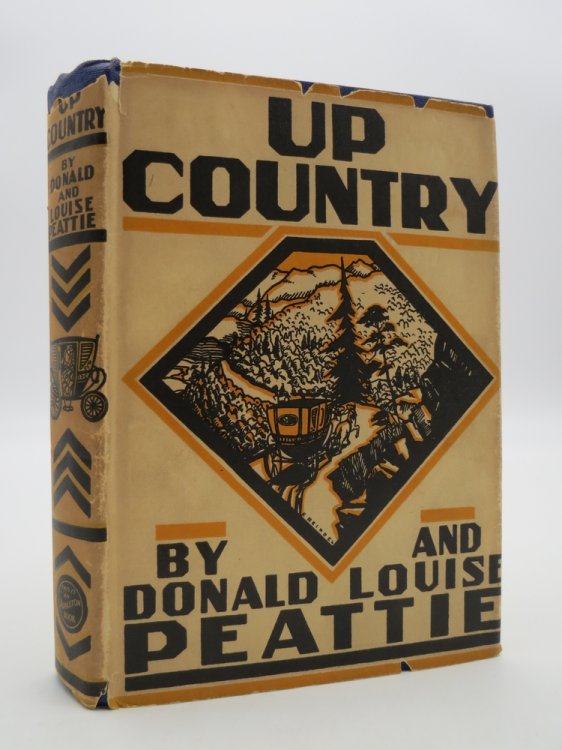 UP
COUNTRY
BY
DONALD
AND
LOUISE
PEATTIE
UP
COUNTRY
BY AND
DONALD LOUISE
PEATTIE